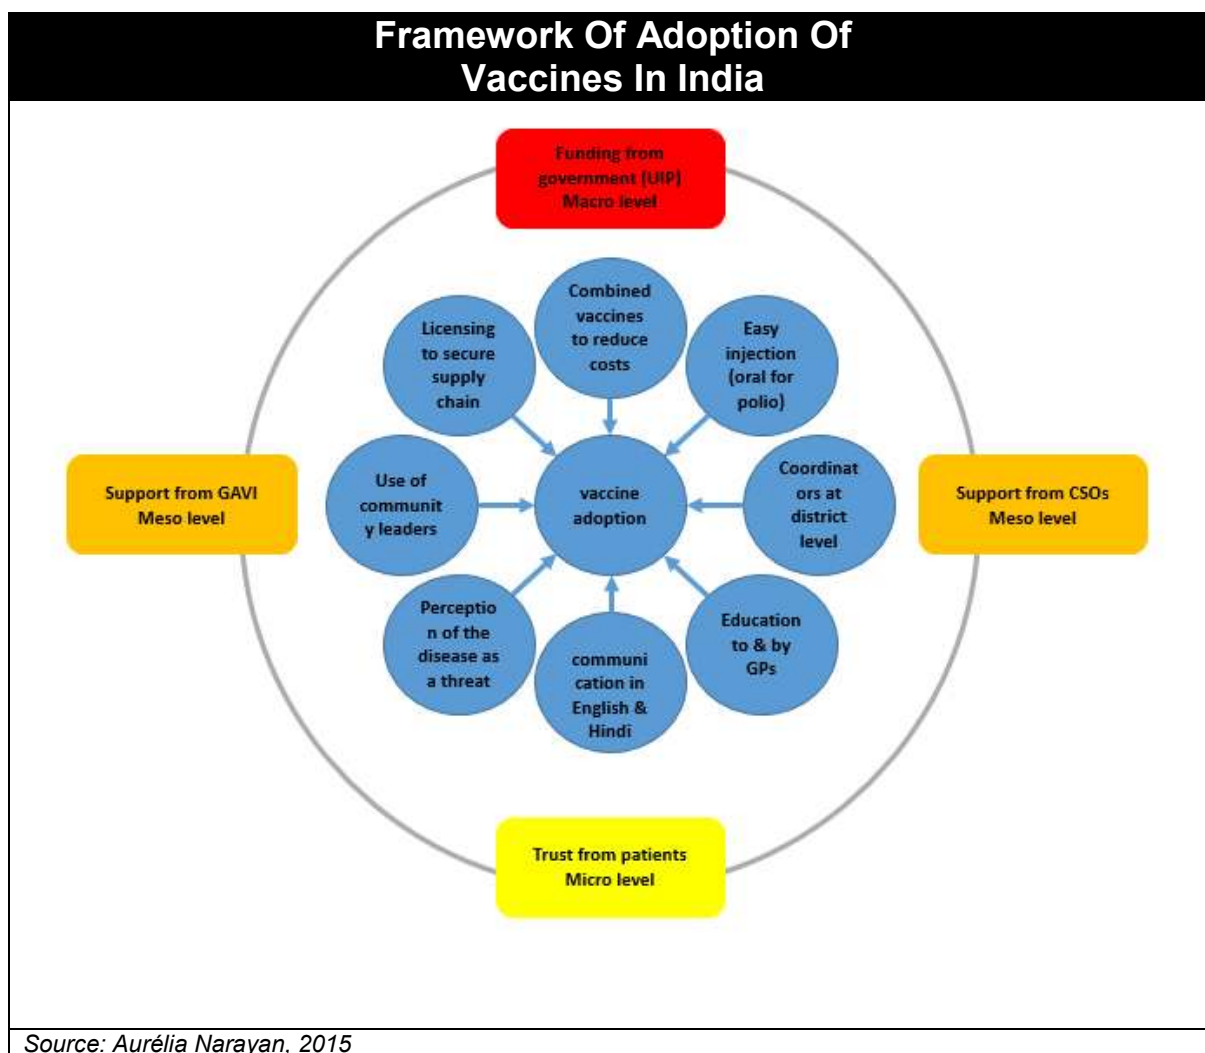 Framework Of Adoption Of
Vaccines In India
Funding from
government (UIP)
Macro level
Combined
vaccines
to reduce
costs
Licensing
to secure
supply
chain
Easy
injection
(oral for
polio)
Support from GAVI
Meso level
Use of
communit
y leaders
vaccine
adoption
Coordinat
ors at
district
level
Support from CSOs
Meso level
Perceptio
n of the
disease as
a threat
communi
cation in
English &
Hindi
Education
to & by
GPs
Trust from patients
Micro level
Source: Aurélia Narayan, 2015